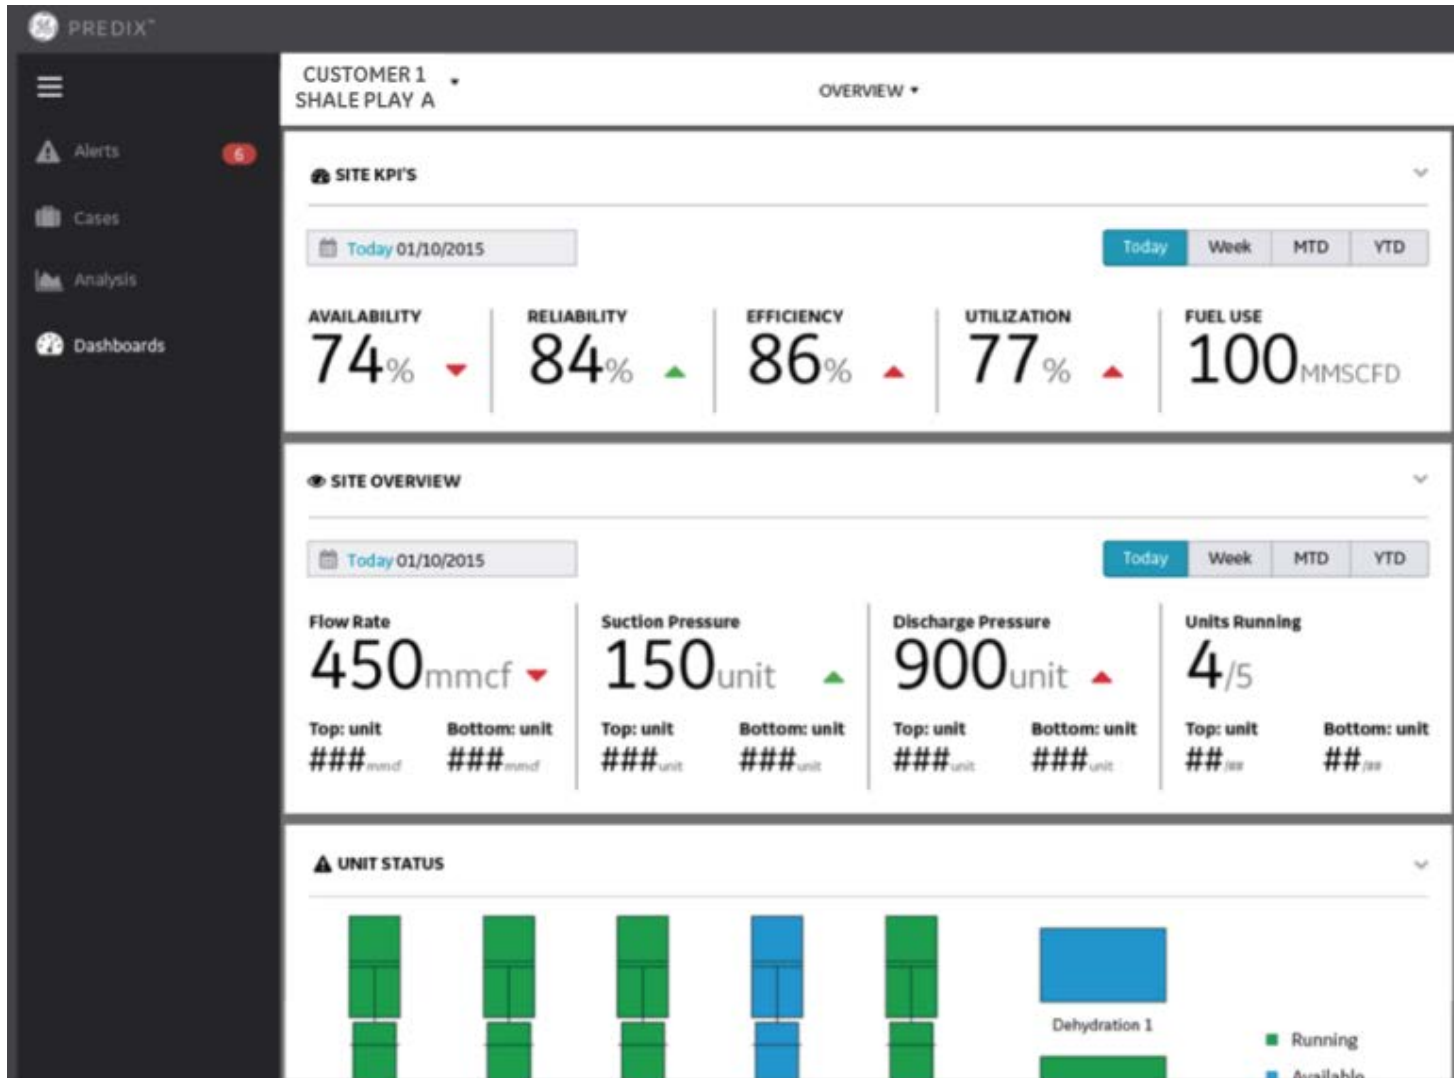 PREDIX™
CUSTOMER 1
SHALE PLAY A
OVERVIEW
Alerts 6
Cases
Analysis
Dashboards
SITE KPI'S
Today 01/10/2015
Today Week MTD YTD
AVAILABILITY RELIABILITY EFFICIENCY UTILIZATION FUEL USE
74% 84% 86% 77% 100MMSCFD
SITE OVERVIEW
Today 01/10/2015
Today Week MTD YTD
Flow Rate Suction Pressure Discharge Pressure Units Running
450mmcf 150unit 900unit 4/5
Top: unit Bottom: unit Top: unit Bottom: unit Top: unit Bottom: unit Top: unit Bottom: unit
###mmcf ###mmcf ###unit ###unit ###unit ###unit ##/## ##/##
UNIT STATUS
Dehydration 1
Running
Available